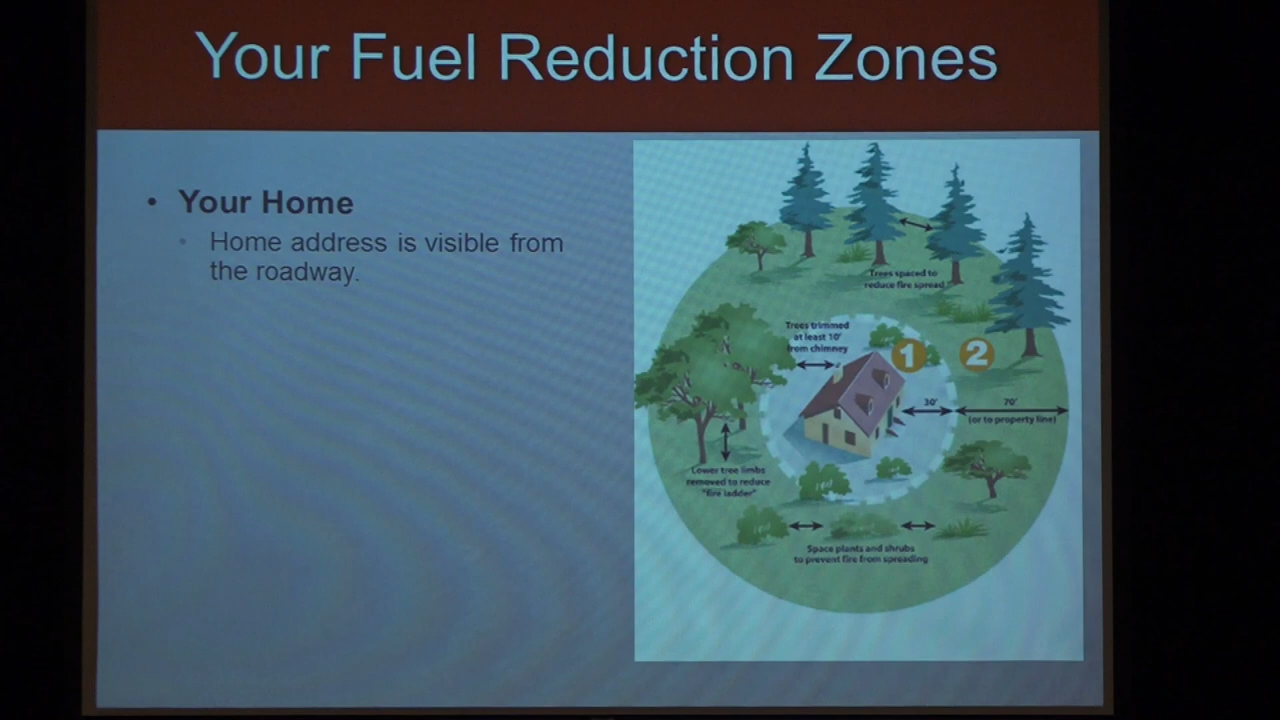 Your Fuel Reduction Zones
• Your Home
• Home address is visible from
the roadway.
Trees spaced to
reduce fire spread
Trees trimmed
at least 10'
from chimney
1
2
30'
70'
(or to property line)
Lower tree limbs
removed to reduce
"fire ladder"
Space plants and shrubs
to prevent fire from spreading